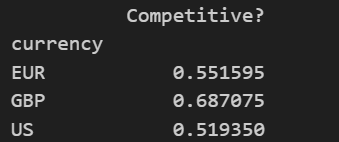 Competitive?
currency
EUR 0.551595
GBP 0.687075
US 0.519350